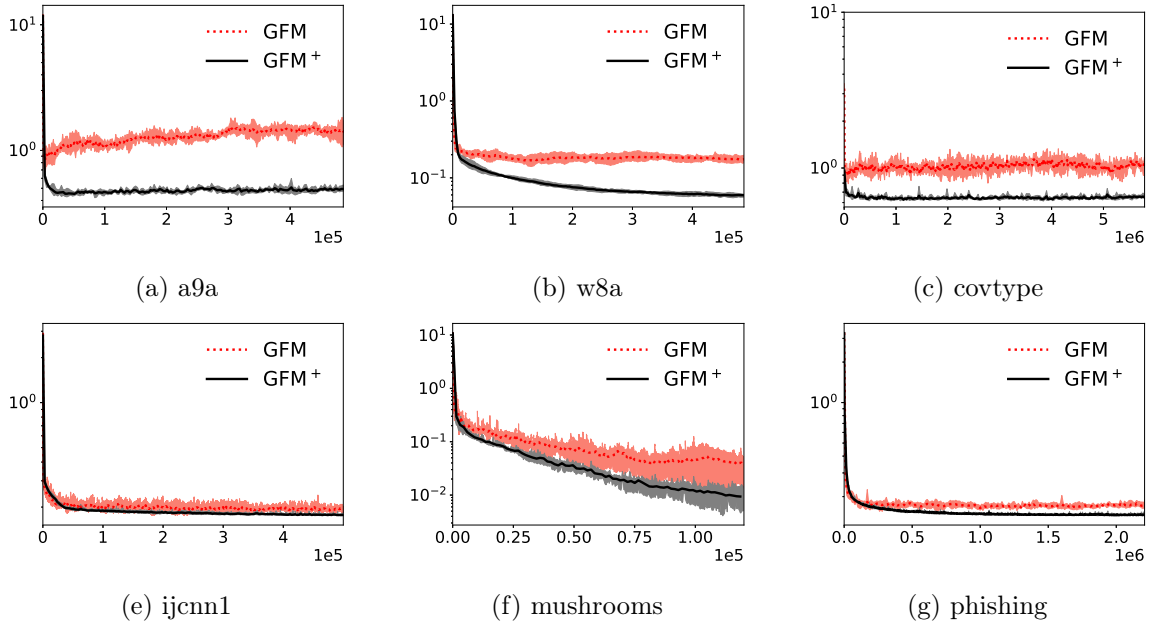 10¹
10⁰
GFM
GFM⁺
0 1 2 3 4
1e5
(a) a9a
10¹
10⁰
10⁻¹
GFM
GFM⁺
0 1 2 3 4
1e5
(b) w8a
10¹
10⁰
GFM
GFM⁺
0 1 2 3 4 5
1e6
(c) covtype
10⁰
GFM
GFM⁺
0 1 2 3 4 5
1e5
(e) ijcnn1
10¹
10⁰
10⁻¹
10⁻²
GFM
GFM⁺
0.00 0.25 0.50 0.75 1.00
1e5
(f) mushrooms
10⁰
GFM
GFM⁺
0.0 0.5 1.0 1.5 2.0
1e6
(g) phishing